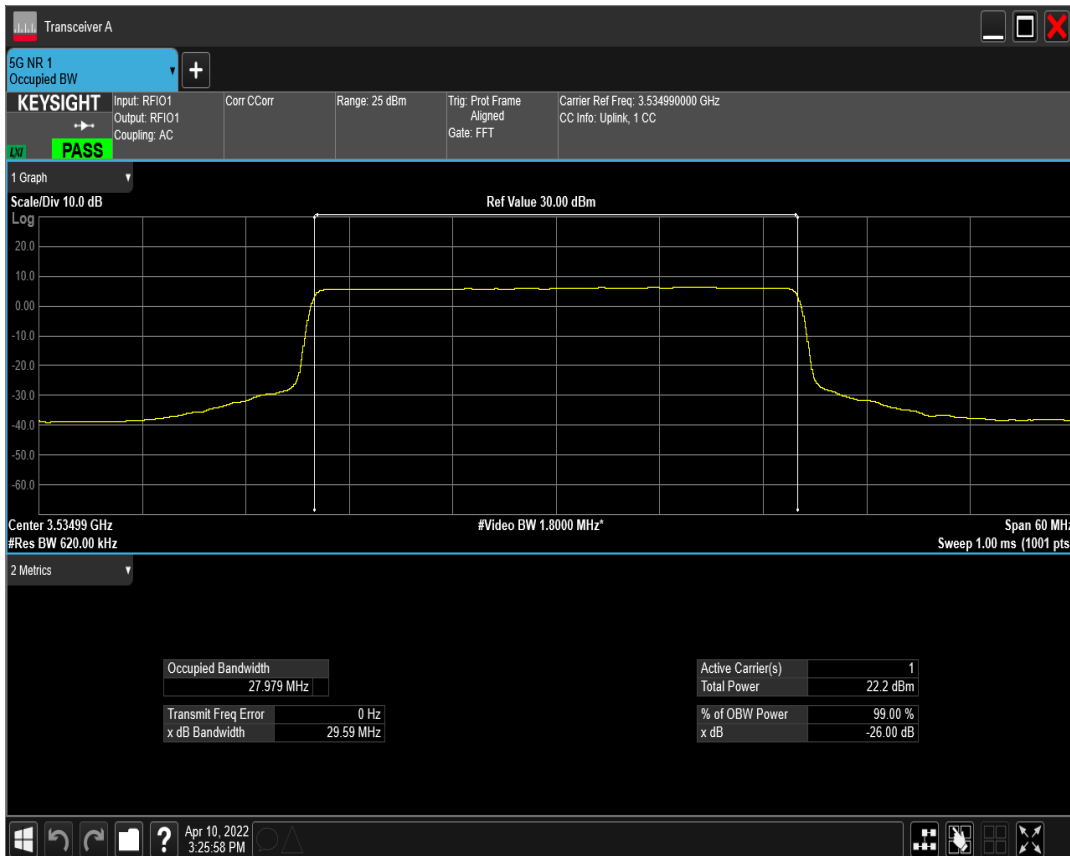 Transceiver A
5G NR 1
Occupied BW
KEYSIGHT
LXI
PASS
Input: RFIO1
Output: RFIO1
Coupling: AC
Corr CCorr
Range: 25 dBm
Trig: Prot Frame
Aligned
Gate: FFT
Carrier Ref Freq: 3.534990000 GHz
CC Info: Uplink, 1 CC
1 Graph
Scale/Div 10.0 dB
Ref Value 30.00 dBm
Log
20.0
10.0
0.00
-10.0
-20.0
-30.0
-40.0
-50.0
-60.0
Center 3.53499 GHz
#Video BW 1.8000 MHz*
Span 60 MHz
#Res BW 620.00 kHz
Sweep 1.00 ms (1001 pts
2 Metrics
Occupied Bandwidth
27.979 MHz
Transmit Freq Error 0 Hz
x dB Bandwidth 29.59 MHz
Active Carrier(s) 1
Total Power 22.2 dBm
% of OBW Power 99.00 %
x dB -26.00 dB
?
Apr 10, 2022
3:25:58 PM